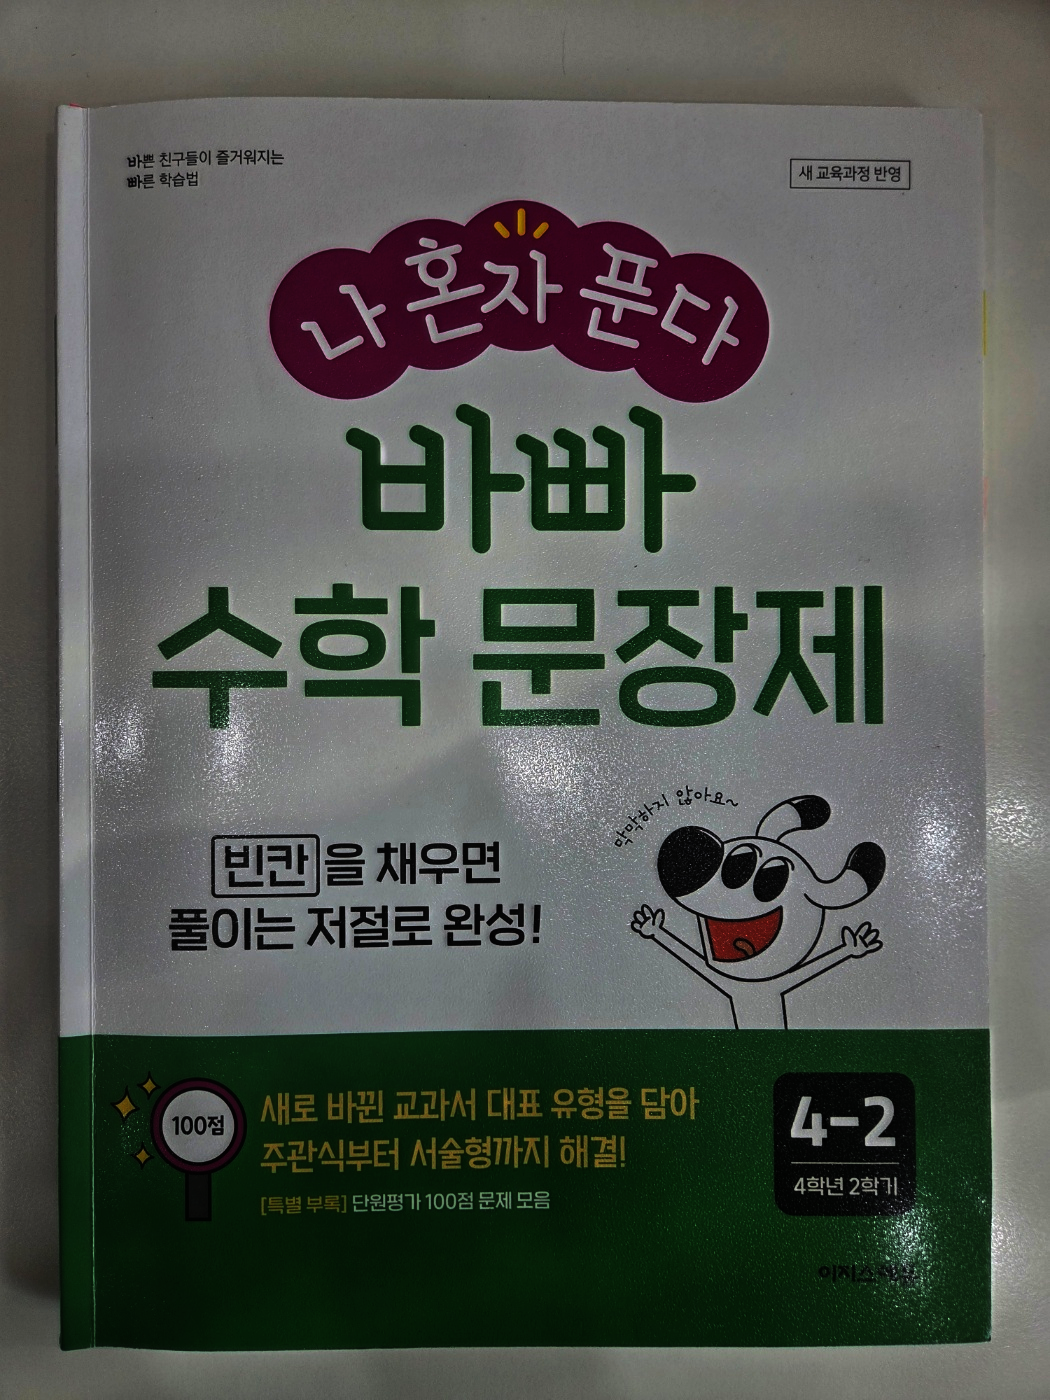 바쁜 친구들이 즐거워지는
빠른 학습법
새 교육과정 반영
나 혼자 푼다
바빠
수학 문장제
막막하지 않아요~
빈칸을 채우면
풀이는 저절로 완성!
100점
새로 바뀐 교과서 대표 유형을 담아
주관식부터 서술형까지 해결!
[특별 부록] 단원평가 100점 문제 모음
4-2
4학년 2학기
이지스에듀